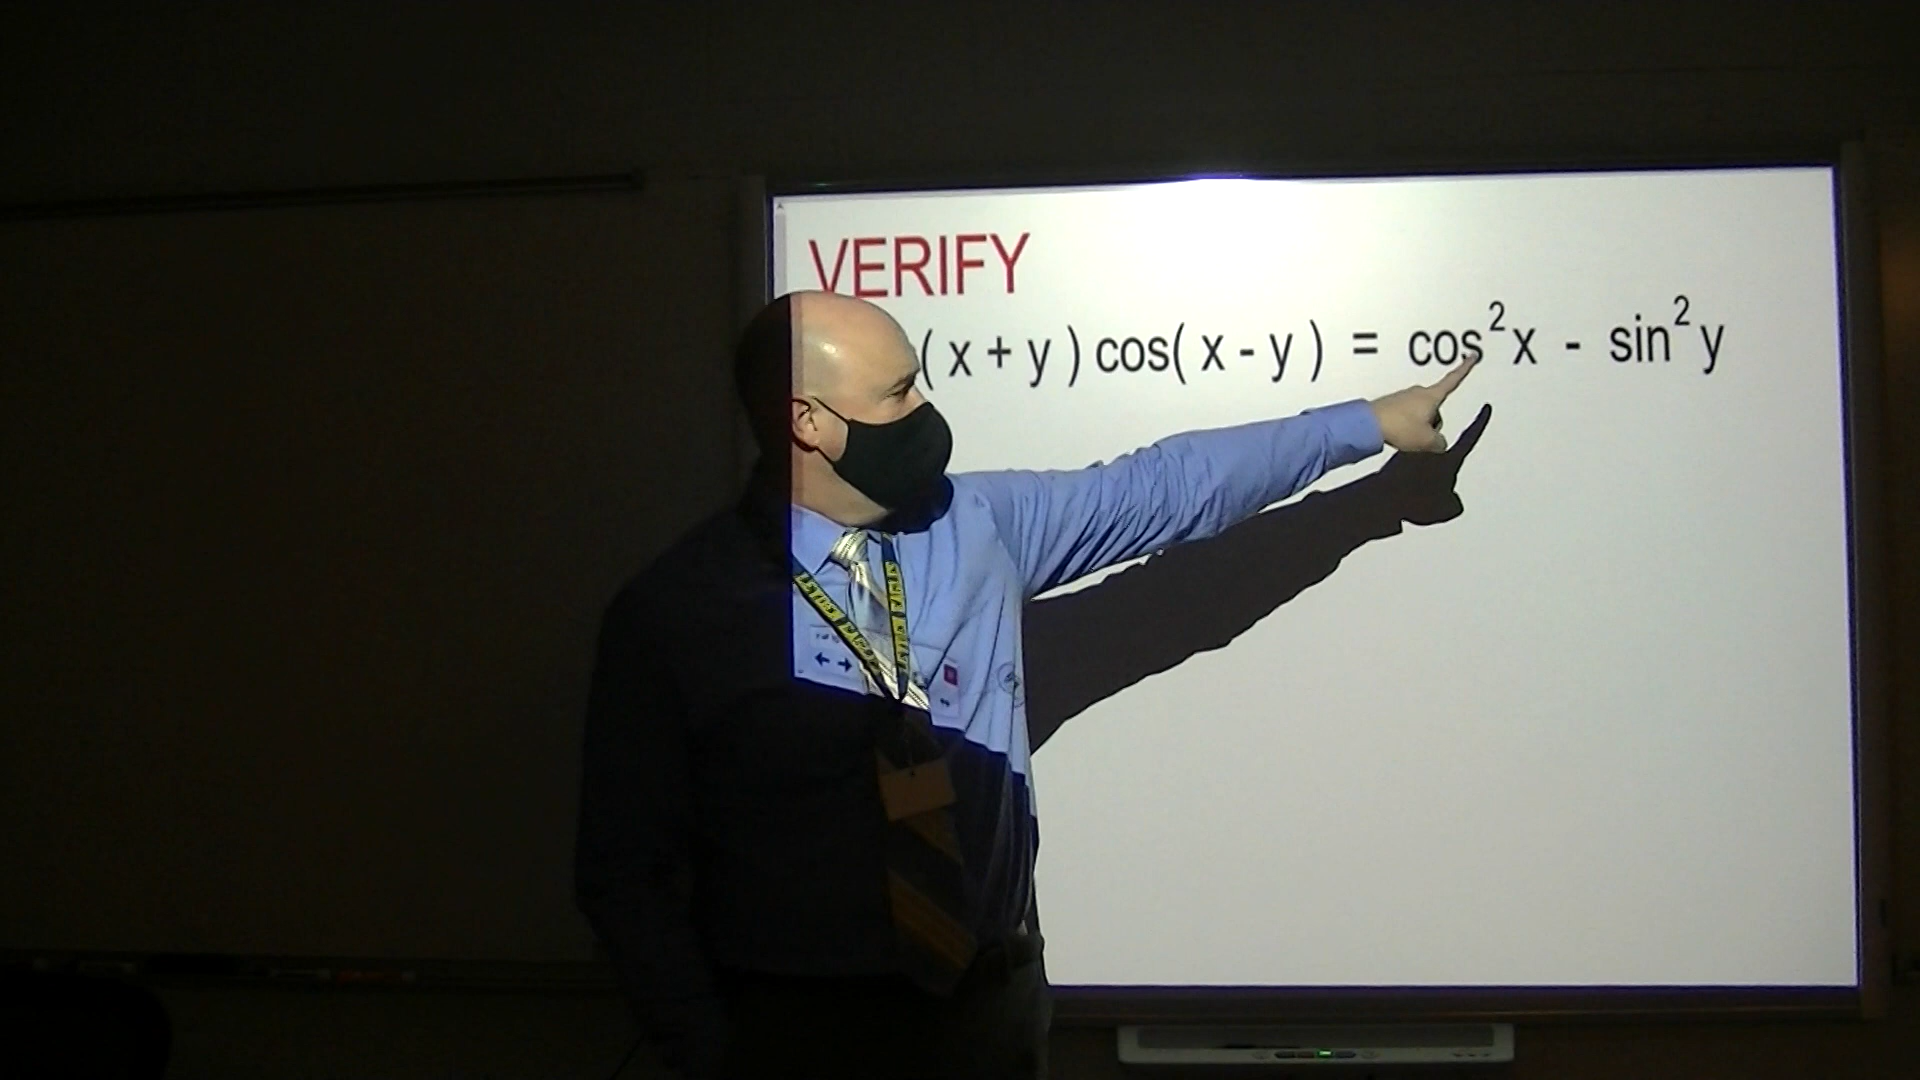 VERIFY
( x + y ) cos( x - y ) = cos²x - sin²y